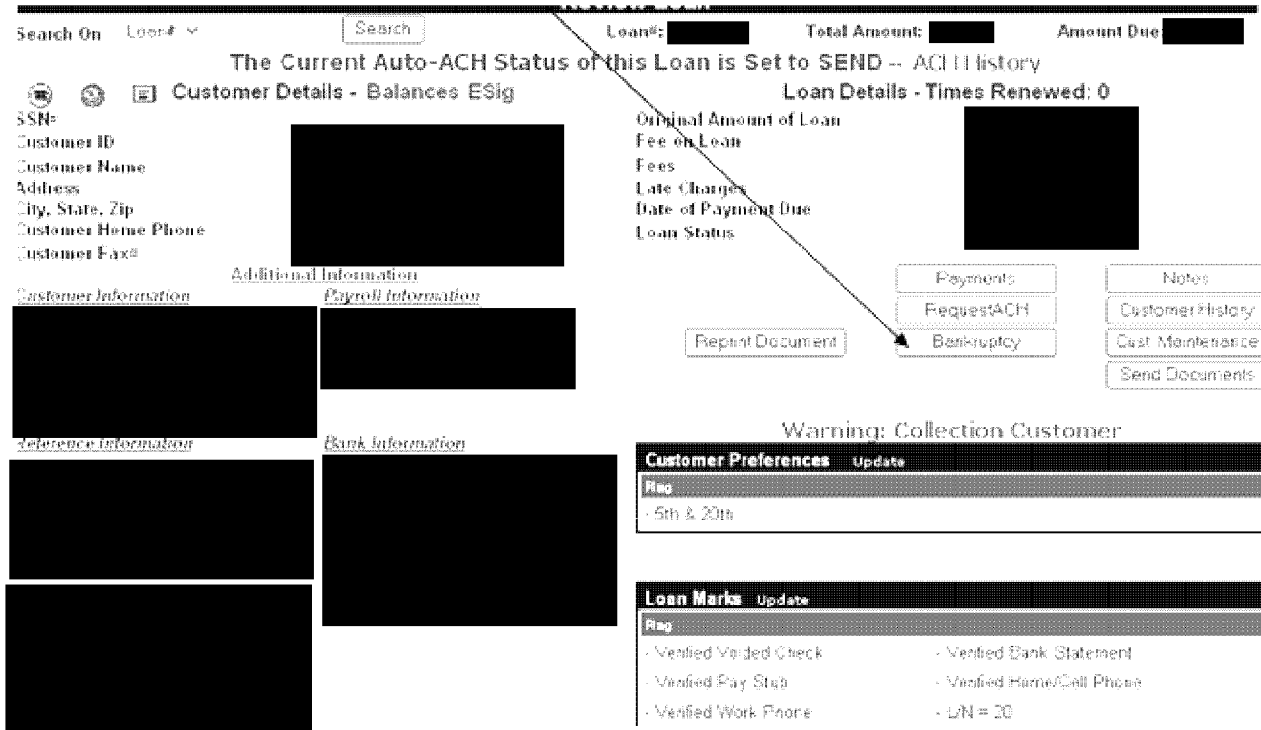 Review Loan
Search On Loan# Search Loan#: Total Amount: Amount Due
The Current Auto-ACH Status of this Loan is Set to SEND -- ACH History
Customer Details - Balances ESig Loan Details - Times Renewed: 0
SSN#
Customer ID
Customer Name
Address
City, State, Zip
Customer Home Phone
Customer Fax#
Original Amount of Loan
Fee on Loan
Fees
Late Charges
Date of Payment Due
Loan Status
Additional Information
Customer Information Payroll Information
Payments Notes
RequestACH Customer History
Reprint Document Bankruptcy Cust. Maintenance
Send Documents
Reference Information Bank Information
Warning: Collection Customer
Customer Preferences Update
Flag
- 5th & 20th
Loan Marks Update
Flag
- Verified Voided Check - Verified Bank Statement
- Verified Pay Stub - Verified Home/Cell Phone
- Verified Work Phone - L/N = 20